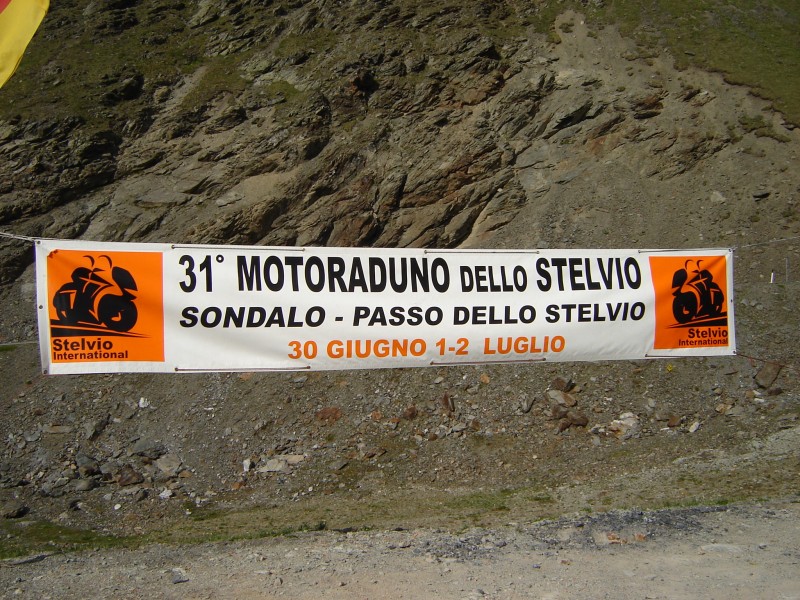 31° MOTORADUNO DELLO STELVIO
SONDALO - PASSO DELLO STELVIO
30 GIUGNO 1-2 LUGLIO
Stelvio
International
Stelvio
International